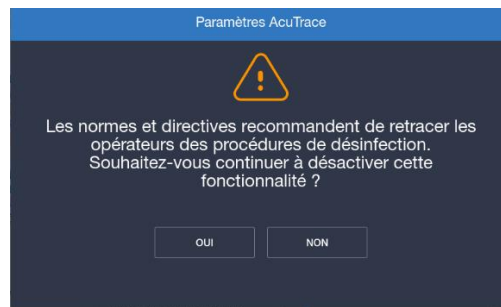 Paramètres AcuTrace
Les normes et directives recommandent de retracer les
opérateurs des procédures de désinfection.
Souhaitez-vous continuer à désactiver cette
fonctionnalité ?
OUI
NON